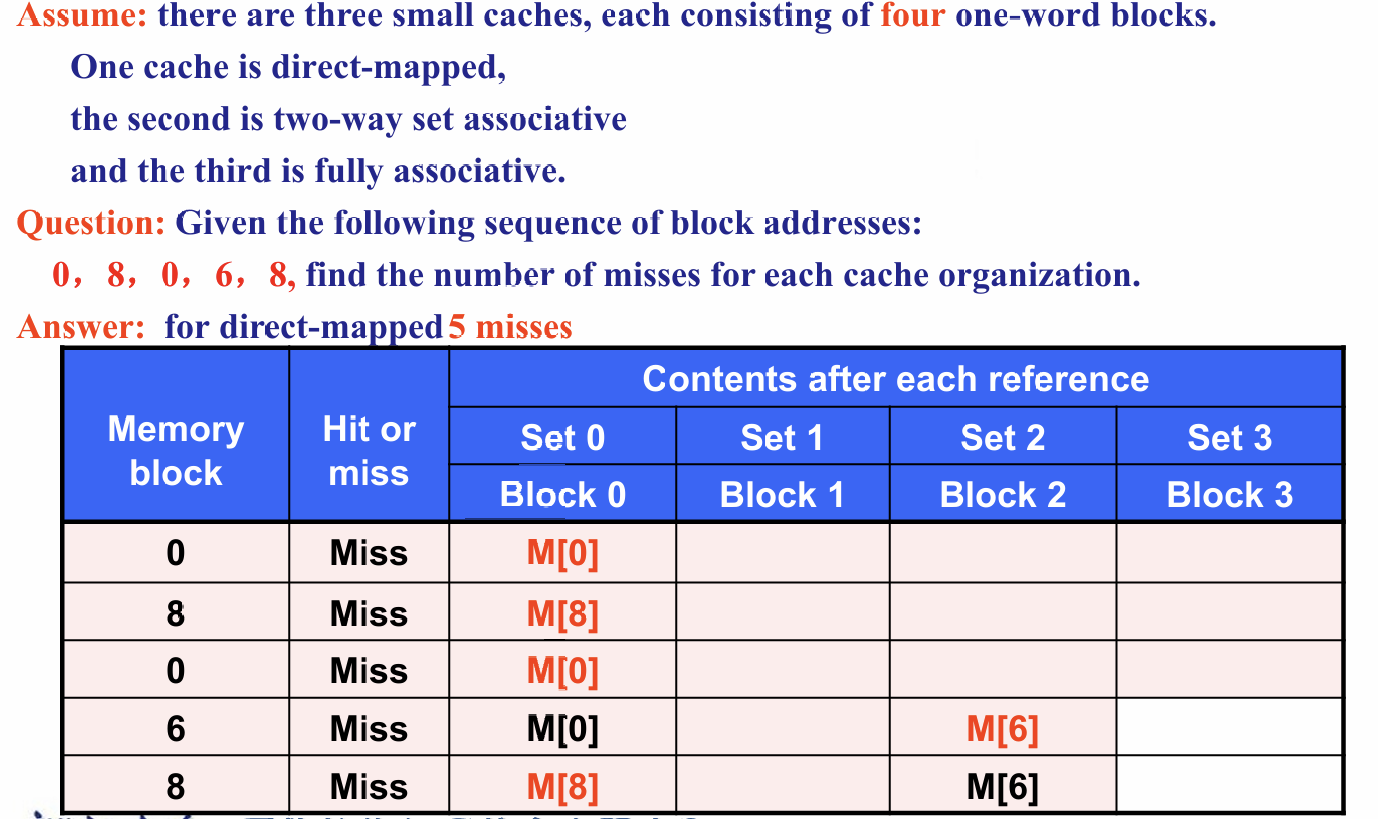 Assume: there are three small caches, each consisting of four one-word blocks.
One cache is direct-mapped,
the second is two-way set associative
and the third is fully associative.
Question: Given the following sequence of block addresses:
0，8，0，6，8, find the number of misses for each cache organization.
Answer: for direct-mapped 5 misses
Memory block Hit or miss Contents after each reference
Set 0 Set 1 Set 2 Set 3
Block 0 Block 1 Block 2 Block 3
0 Miss M[0]
8 Miss M[8]
0 Miss M[0]
6 Miss M[0] M[6]
8 Miss M[8] M[6]